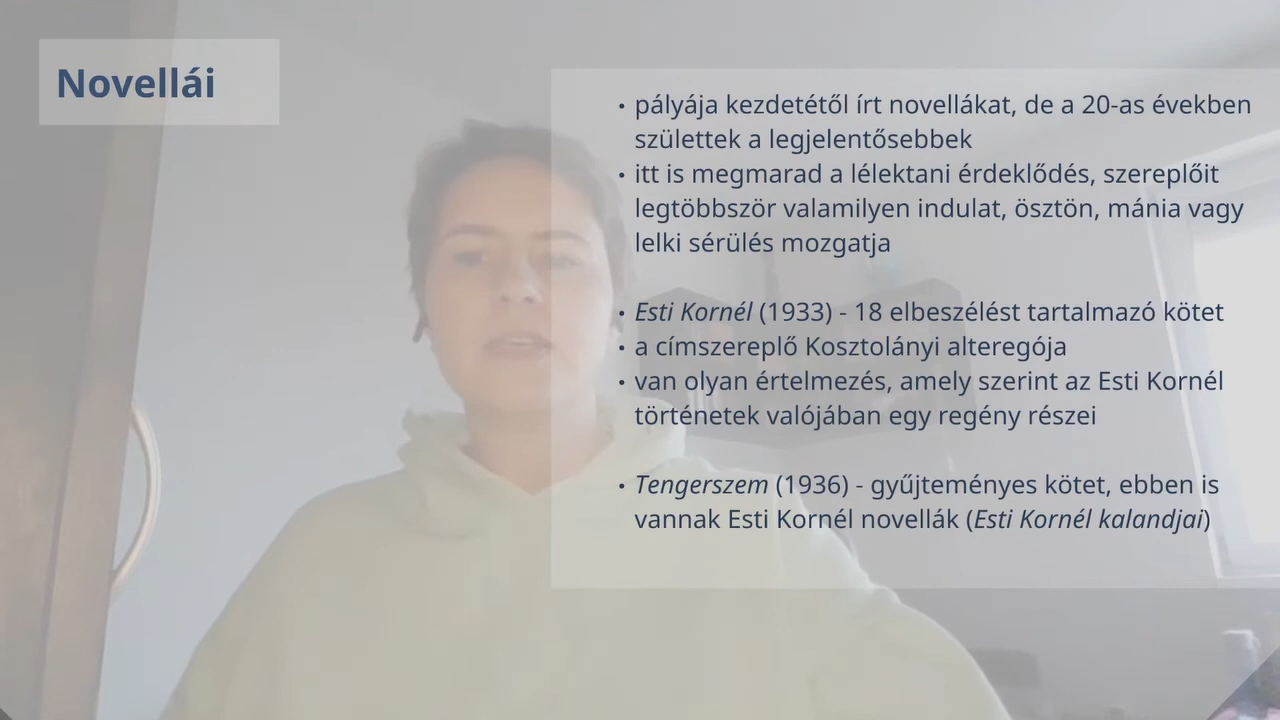 Novellái
• pályája kezdetétől írt novellákat, de a 20-as években
születtek a legjelentősebbek
• itt is megmarad a lélektani érdeklődés, szereplőit
legtöbbször valamilyen indulat, ösztön, mánia vagy
lelki sérülés mozgatja
• Esti Kornél (1933) - 18 elbeszélést tartalmazó kötet
• a címszereplő Kosztolányi alteregója
• van olyan értelmezés, amely szerint az Esti Kornél
történetek valójában egy regény részei
• Tengerszem (1936) - gyűjteményes kötet, ebben is
vannak Esti Kornél novellák (Esti Kornél kalandjai)